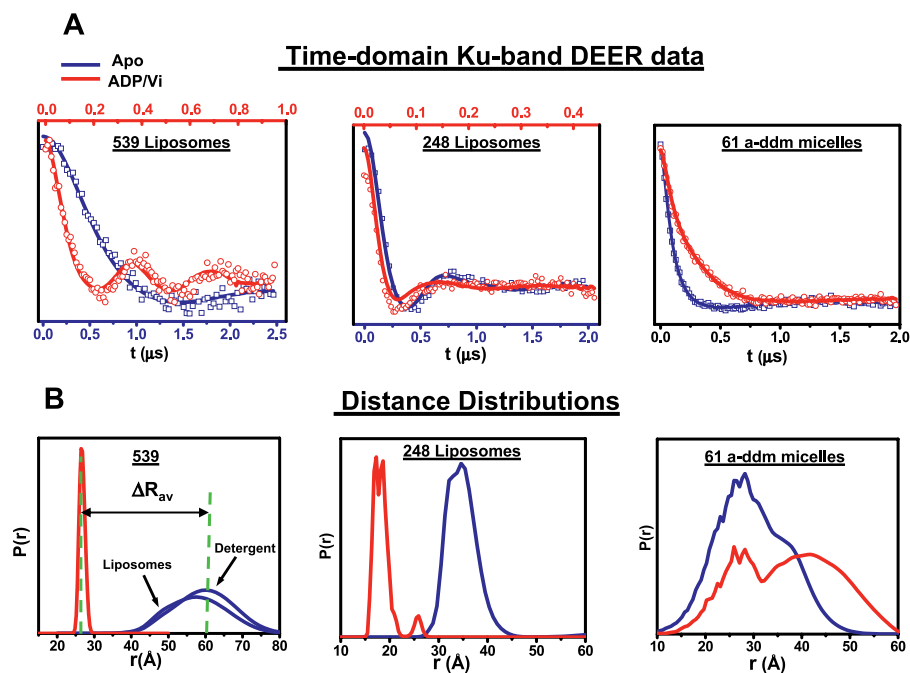 A
Time-domain Ku-band DEER data
Apo
ADP/Vi
0.0 0.2 0.4 0.6 0.8 1.0
0.0 0.1 0.2 0.3 0.4
539 Liposomes
248 Liposomes
61 a-ddm micelles
0.0 0.5 1.0 1.5 2.0 2.5
0.0 0.5 1.0 1.5 2.0
0.0 0.5 1.0 1.5 2.0
t (µs)
t (µs)
t (µs)
B
Distance Distributions
539
248 Liposomes
61 a-ddm micelles
ΔRav
Liposomes
Detergent
P(r)
P(r)
P(r)
20 30 40 50 60 70 80
10 20 30 40 50 60
10 20 30 40 50 60
r(Å)
r (Å)
r (Å)